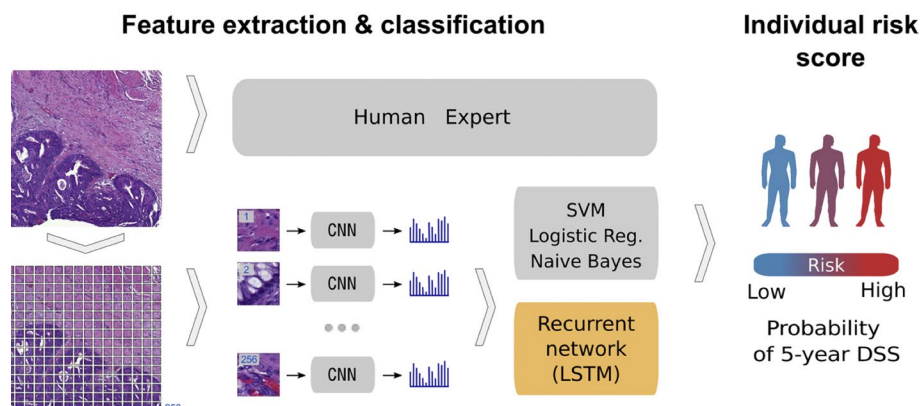 Feature extraction & classification
Individual risk
score
Human Expert
1
CNN
2
CNN
256
CNN
SVM
Logistic Reg.
Naive Bayes
Recurrent
network
(LSTM)
Risk
Low
High
Probability
of 5-year DSS